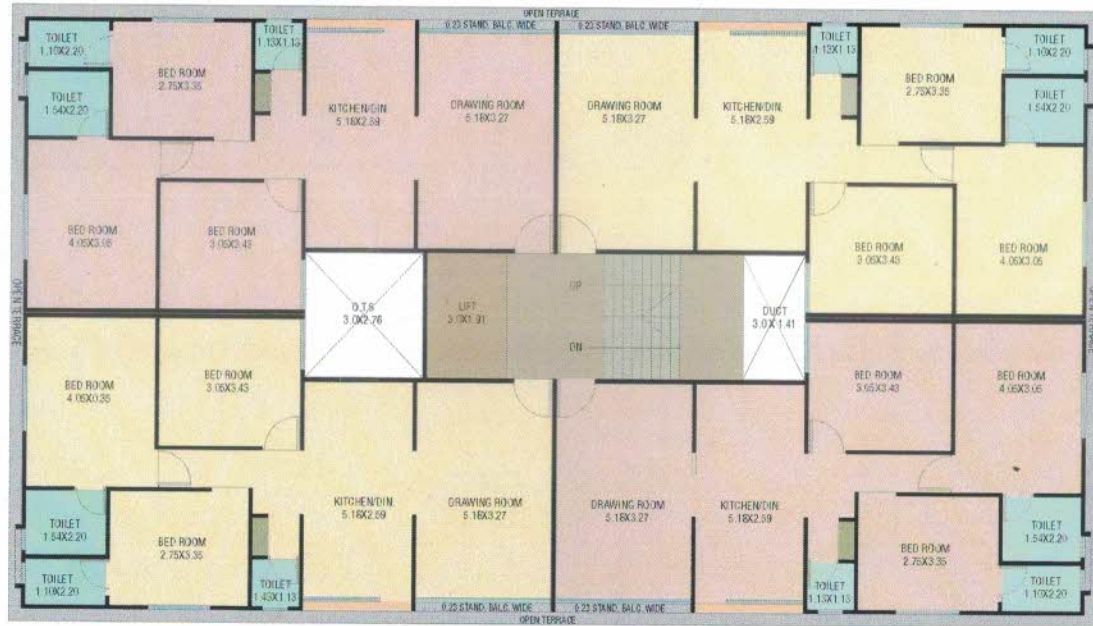 OPEN TERRACE
0.23 STAND. BALC. WIDE
0.23 STAND. BALC. WIDE
TOILET
1.10X2.20
BED ROOM
2.75X3.35
TOILET
1.13X1.13
TOILET
1.54X2.20
KITCHEN/DIN.
5.18X2.59
DRAWING ROOM
5.18X3.27
DRAWING ROOM
5.18X3.27
KITCHEN/DIN.
5.18X2.59
TOILET
1.13X1.13
BED ROOM
2.75X3.35
TOILET
1.10X2.20
TOILET
1.54X2.20
BED ROOM
4.05X3.05
BED ROOM
3.05X3.43
BED ROOM
3.05X3.43
BED ROOM
4.05X3.05
OPEN TERRACE
O.T.S
3.0X2.76
LIFT
3.0X1.91
UP
DN
DUCT
3.0X1.41
OPEN TERRACE
BED ROOM
4.05X0.35
BED ROOM
3.05X3.43
BED ROOM
3.05X3.43
BED ROOM
4.05X3.05
KITCHEN/DIN.
5.18X2.59
DRAWING ROOM
5.18X3.27
DRAWING ROOM
5.18X3.27
KITCHEN/DIN.
5.18X2.59
TOILET
1.54X2.20
BED ROOM
2.75X3.35
TOILET
1.10X2.20
TOILET
1.43X1.13
TOILET
1.13X1.13
BED ROOM
2.75X3.35
TOILET
1.54X2.20
TOILET
1.10X2.20
0.23 STAND. BALC. WIDE
0.23 STAND. BALC. WIDE
OPEN TERRACE